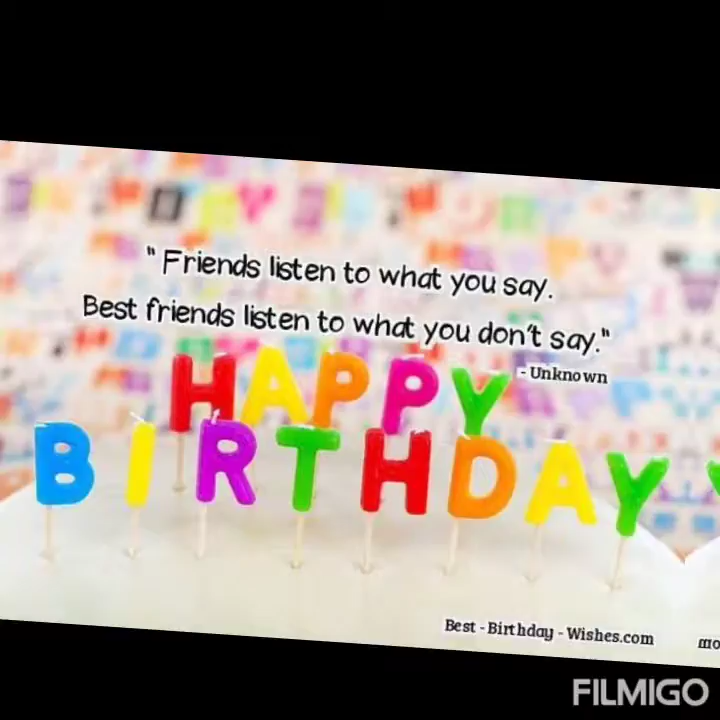 " Friends listen to what you say.
Best friends listen to what you don't say."
- Unknown
HAPPY
BIRTHDAY
Best - Birthday - Wishes.com
mo
FILMIGO